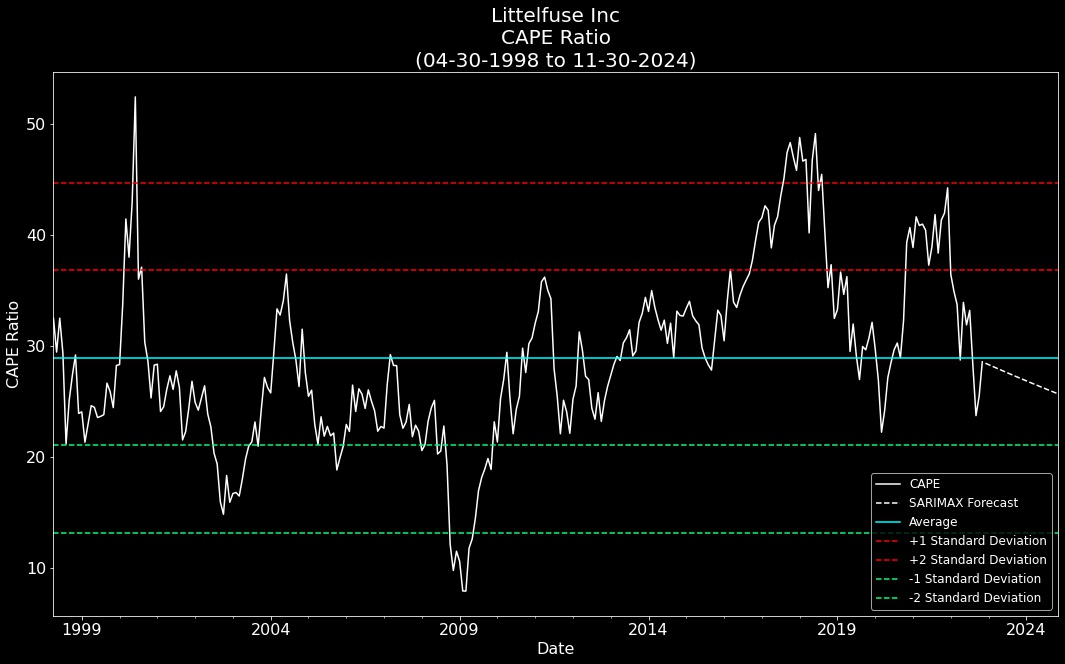 Littelfuse Inc
CAPE Ratio
(04-30-1998 to 11-30-2024)
50
40
30
20
10
CAPE Ratio
1999
2004
2009
2014
2019
2024
Date
CAPE
SARIMAX Forecast
Average
+1 Standard Deviation
+2 Standard Deviation
-1 Standard Deviation
-2 Standard Deviation